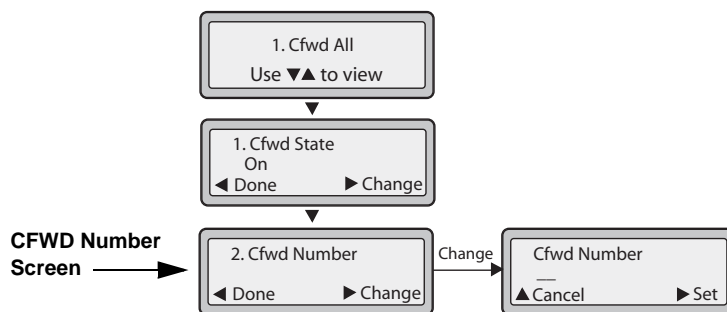 1. Cfwd All
Use ▼▲ to view
▼
1. Cfwd State
On
◀ Done ▶ Change
▼
CFWD Number
Screen
2. Cfwd Number
◀ Done ▶ Change
Change
Cfwd Number
__
▲ Cancel ▶ Set